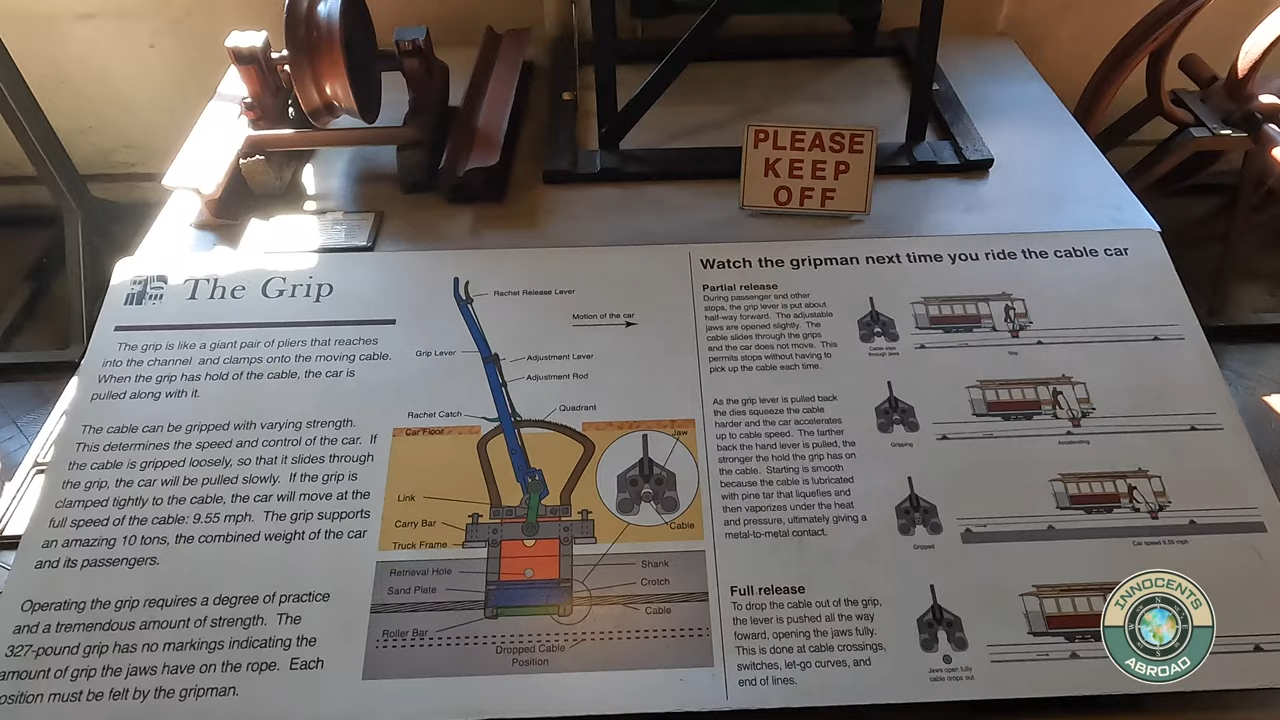 PLEASE
KEEP
OFF
The Grip
The grip is like a giant pair of pliers that reaches
into the channel and clamps onto the moving cable.
When the grip has hold of the cable, the car is
pulled along with it.
The cable can be gripped with varying strength.
This determines the speed and control of the car. If
the cable is gripped loosely, so that it slides through
the grip, the car will be pulled slowly. If the grip is
clamped tightly to the cable, the car will move at the
full speed of the cable: 9.55 mph. The grip supports
an amazing 10 tons, the combined weight of the car
and its passengers.
Operating the grip requires a degree of practice
and a tremendous amount of strength. The
327-pound grip has no markings indicating the
amount of grip the jaws have on the rope. Each
osition must be felt by the gripman.
Rachet Release Lever
Motion of the car
Grip Lever
Adjustment Lever
Adjustment Rod
Rachet Catch
Quadrant
Car Floor
Jaw
Link
Carry Bar
Cable
Truck Frame
Shank
Retrieval Hole
Crotch
Sand Plate
Cable
Roller Bar
Dropped Cable
Position
Watch the gripman next time you ride the cable car
Partial release
During passenger and other
stops, the grip lever is put about
half-way forward. The adjustable
jaws are opened slightly. The
cable slides through the grips
and the car does not move. This
permits stops without having to
pick up the cable each time.
Cable slips
through jaws
Slip
As the grip lever is pulled back
the dies squeeze the cable
harder and the car accelerates
up to cable speed. The farther
back the hand lever is pulled, the
stronger the hold the grip has on
the cable. Starting is smooth
because the cable is lubricated
with pine tar that liquefies and
then vaporizes under the heat
and pressure, ultimately giving a
metal-to-metal contact.
Gripping
Accelerating
Gripped
Car speed 9.55 mph
Full release
To drop the cable out of the grip,
the lever is pushed all the way
foward, opening the jaws fully.
This is done at cable crossings,
switches, let-go curves, and
end of lines.
Jaws open fully
cable drops out
INNOCENTS
N
E
S
W
ABROAD